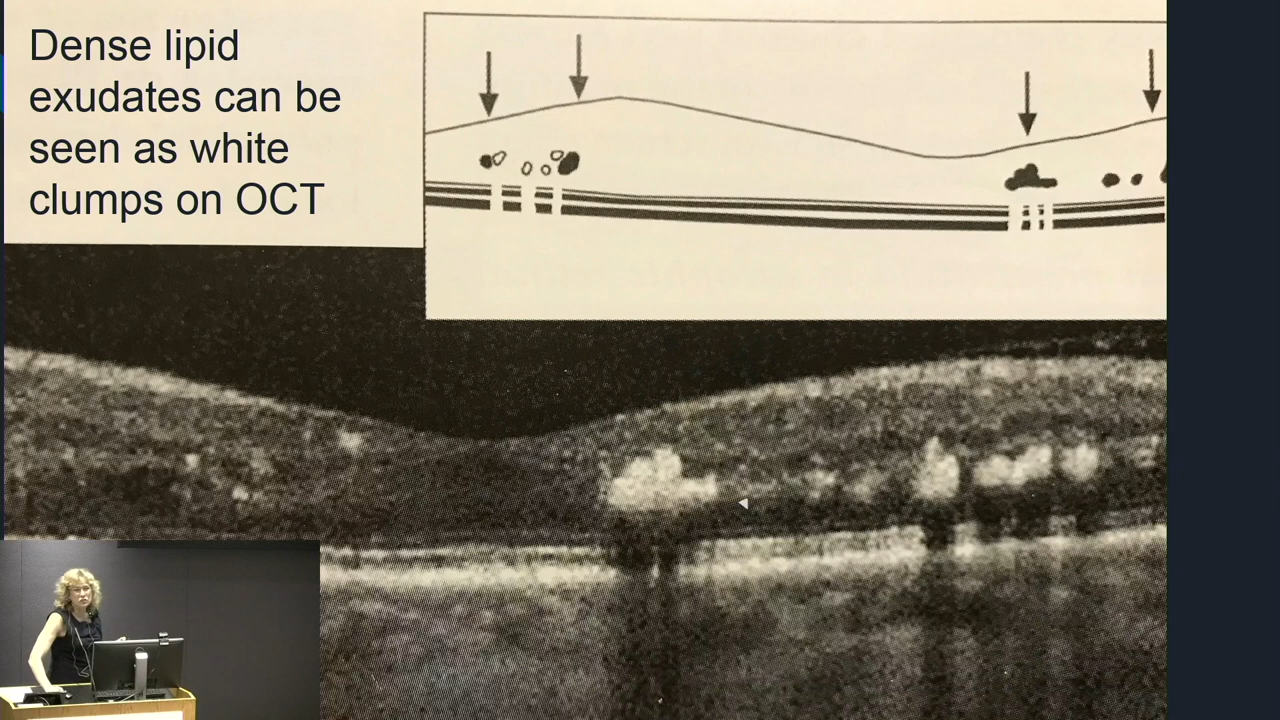 Dense lipid
exudates can be
seen as white
clumps on OCT